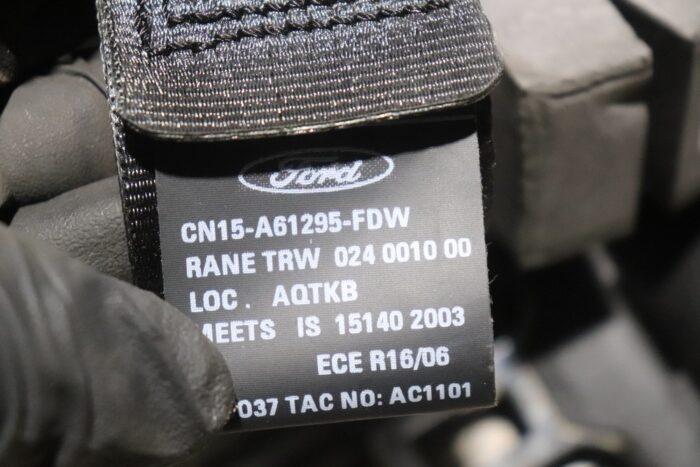 Ford
CN15-A61295-FDW
RANE TRW 024 0010 00
LOC. AQTKB
MEETS IS 15140 2003
ECE R16/06
037 TAC NO: AC1101